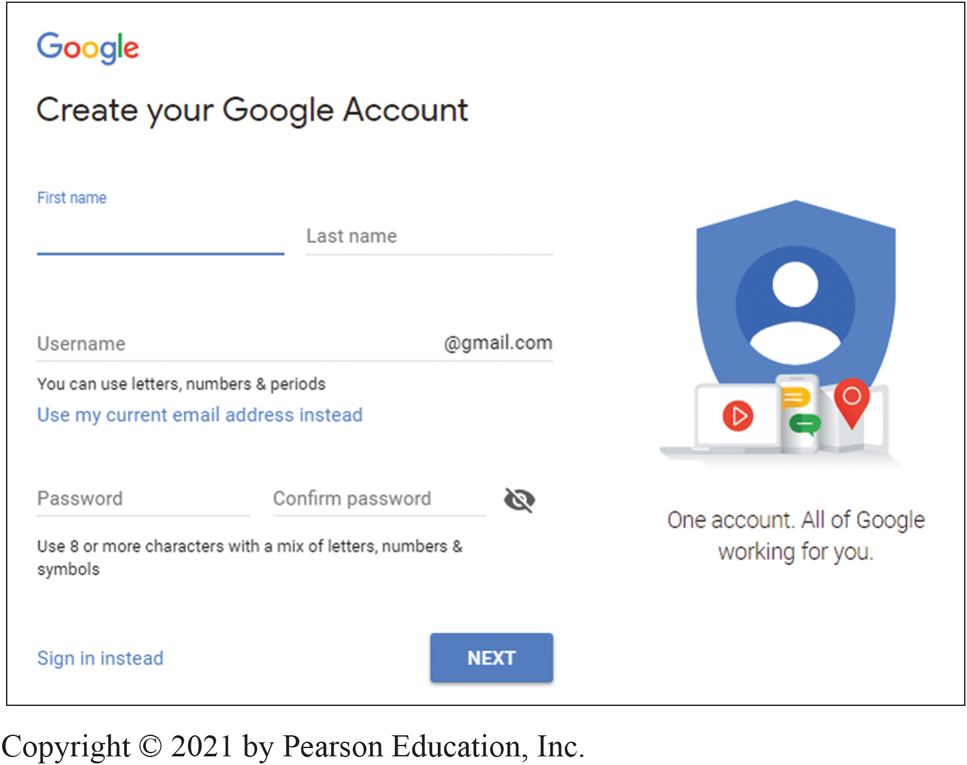 Google
Create your Google Account
First name
Last name
Username @gmail.com
You can use letters, numbers & periods
Use my current email address instead
Password Confirm password
Use 8 or more characters with a mix of letters, numbers &
symbols
Sign in instead NEXT
One account. All of Google
working for you.
Copyright © 2021 by Pearson Education, Inc.